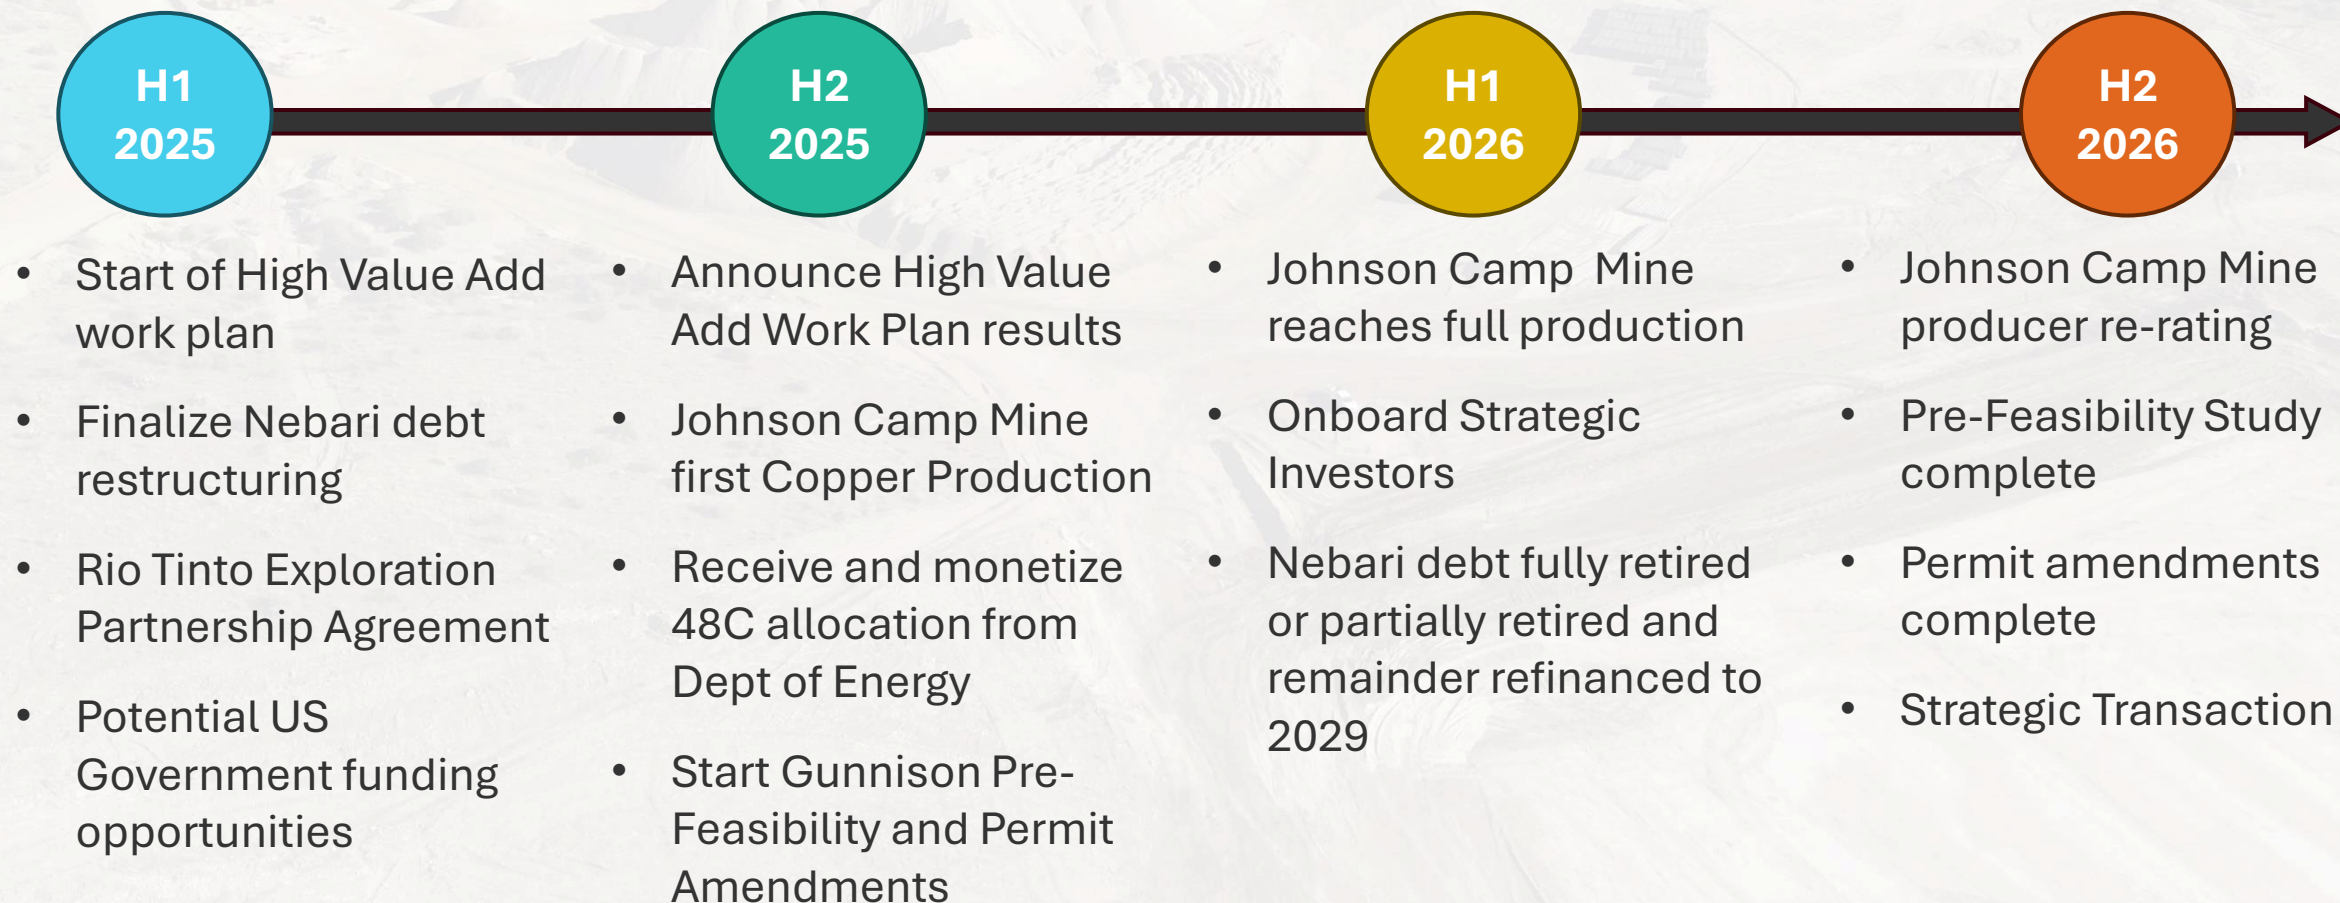 H1
2025
H2
2025
H1
2026
H2
2026
• Start of High Value Add
work plan
• Finalize Nebari debt
restructuring
• Rio Tinto Exploration
Partnership Agreement
• Potential US
Government funding
opportunities
• Announce High Value
Add Work Plan results
• Johnson Camp Mine
first Copper Production
• Receive and monetize
48C allocation from
Dept of Energy
• Start Gunnison Pre-
Feasibility and Permit
Amendments
• Johnson Camp  Mine
reaches full production
• Onboard Strategic
Investors
• Nebari debt fully retired
or partially retired and
remainder refinanced to
2029
• Johnson Camp Mine
producer re-rating
• Pre-Feasibility Study
complete
• Permit amendments
complete
• Strategic Transaction